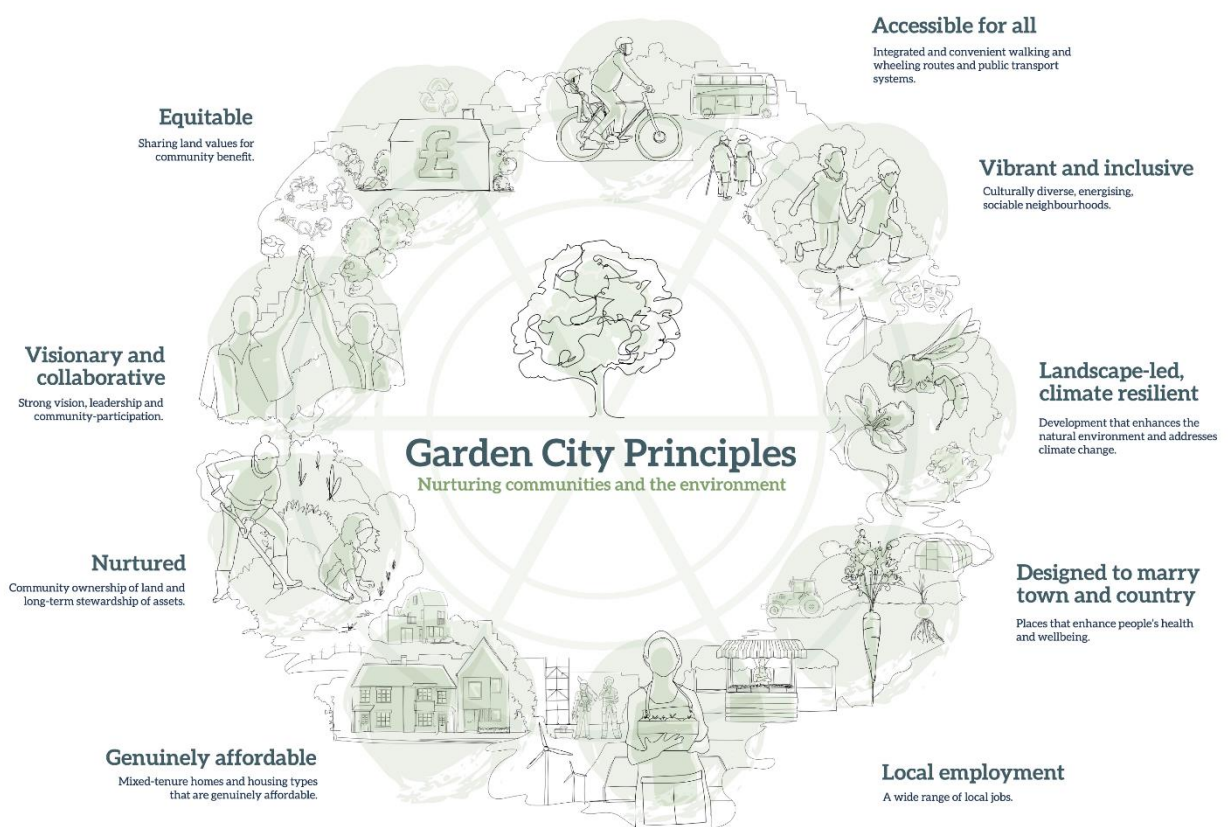 Accessible for all
Integrated and convenient walking and
wheeling routes and public transport
systems.
Equitable
Sharing land values for
community benefit.
£
Vibrant and inclusive
Culturally diverse, energising,
sociable neighbourhoods.
Visionary and
collaborative
Strong vision, leadership and
community-participation.
Landscape-led,
climate resilient
Development that enhances the
natural environment and addresses
climate change.
Garden City Principles
Nurturing communities and the environment
Nurtured
Community ownership of land and
long-term stewardship of assets.
Designed to marry
town and country
Places that enhance people's health
and wellbeing.
Genuinely affordable
Mixed-tenure homes and housing types
that are genuinely affordable.
Local employment
A wide range of local jobs.